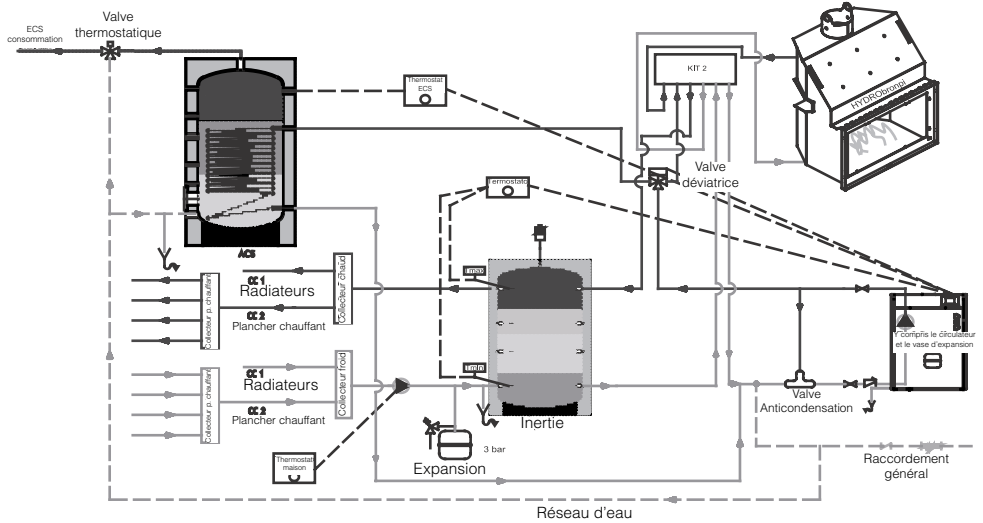 ECS
consommation
Valve
thermostatique
Thermostat
ECS
KIT 2
HYDRObronpi
Valve
déviatrice
Termostato
ACS
T max
CC 1
Radiateurs
CC 2
Plancher chauffant
Collecteur p. chauffant
Collecteur chaud
Y compris le circulateur
et le vase d'expansion
CC 1
Radiateurs
CC 2
Plancher chauffant
Collecteur p. chauffant
Collecteur froid
Valve
Anticondensation
Inertie
3 bar
Expansion
Thermostat
maison
Raccordement
général
Réseau d'eau